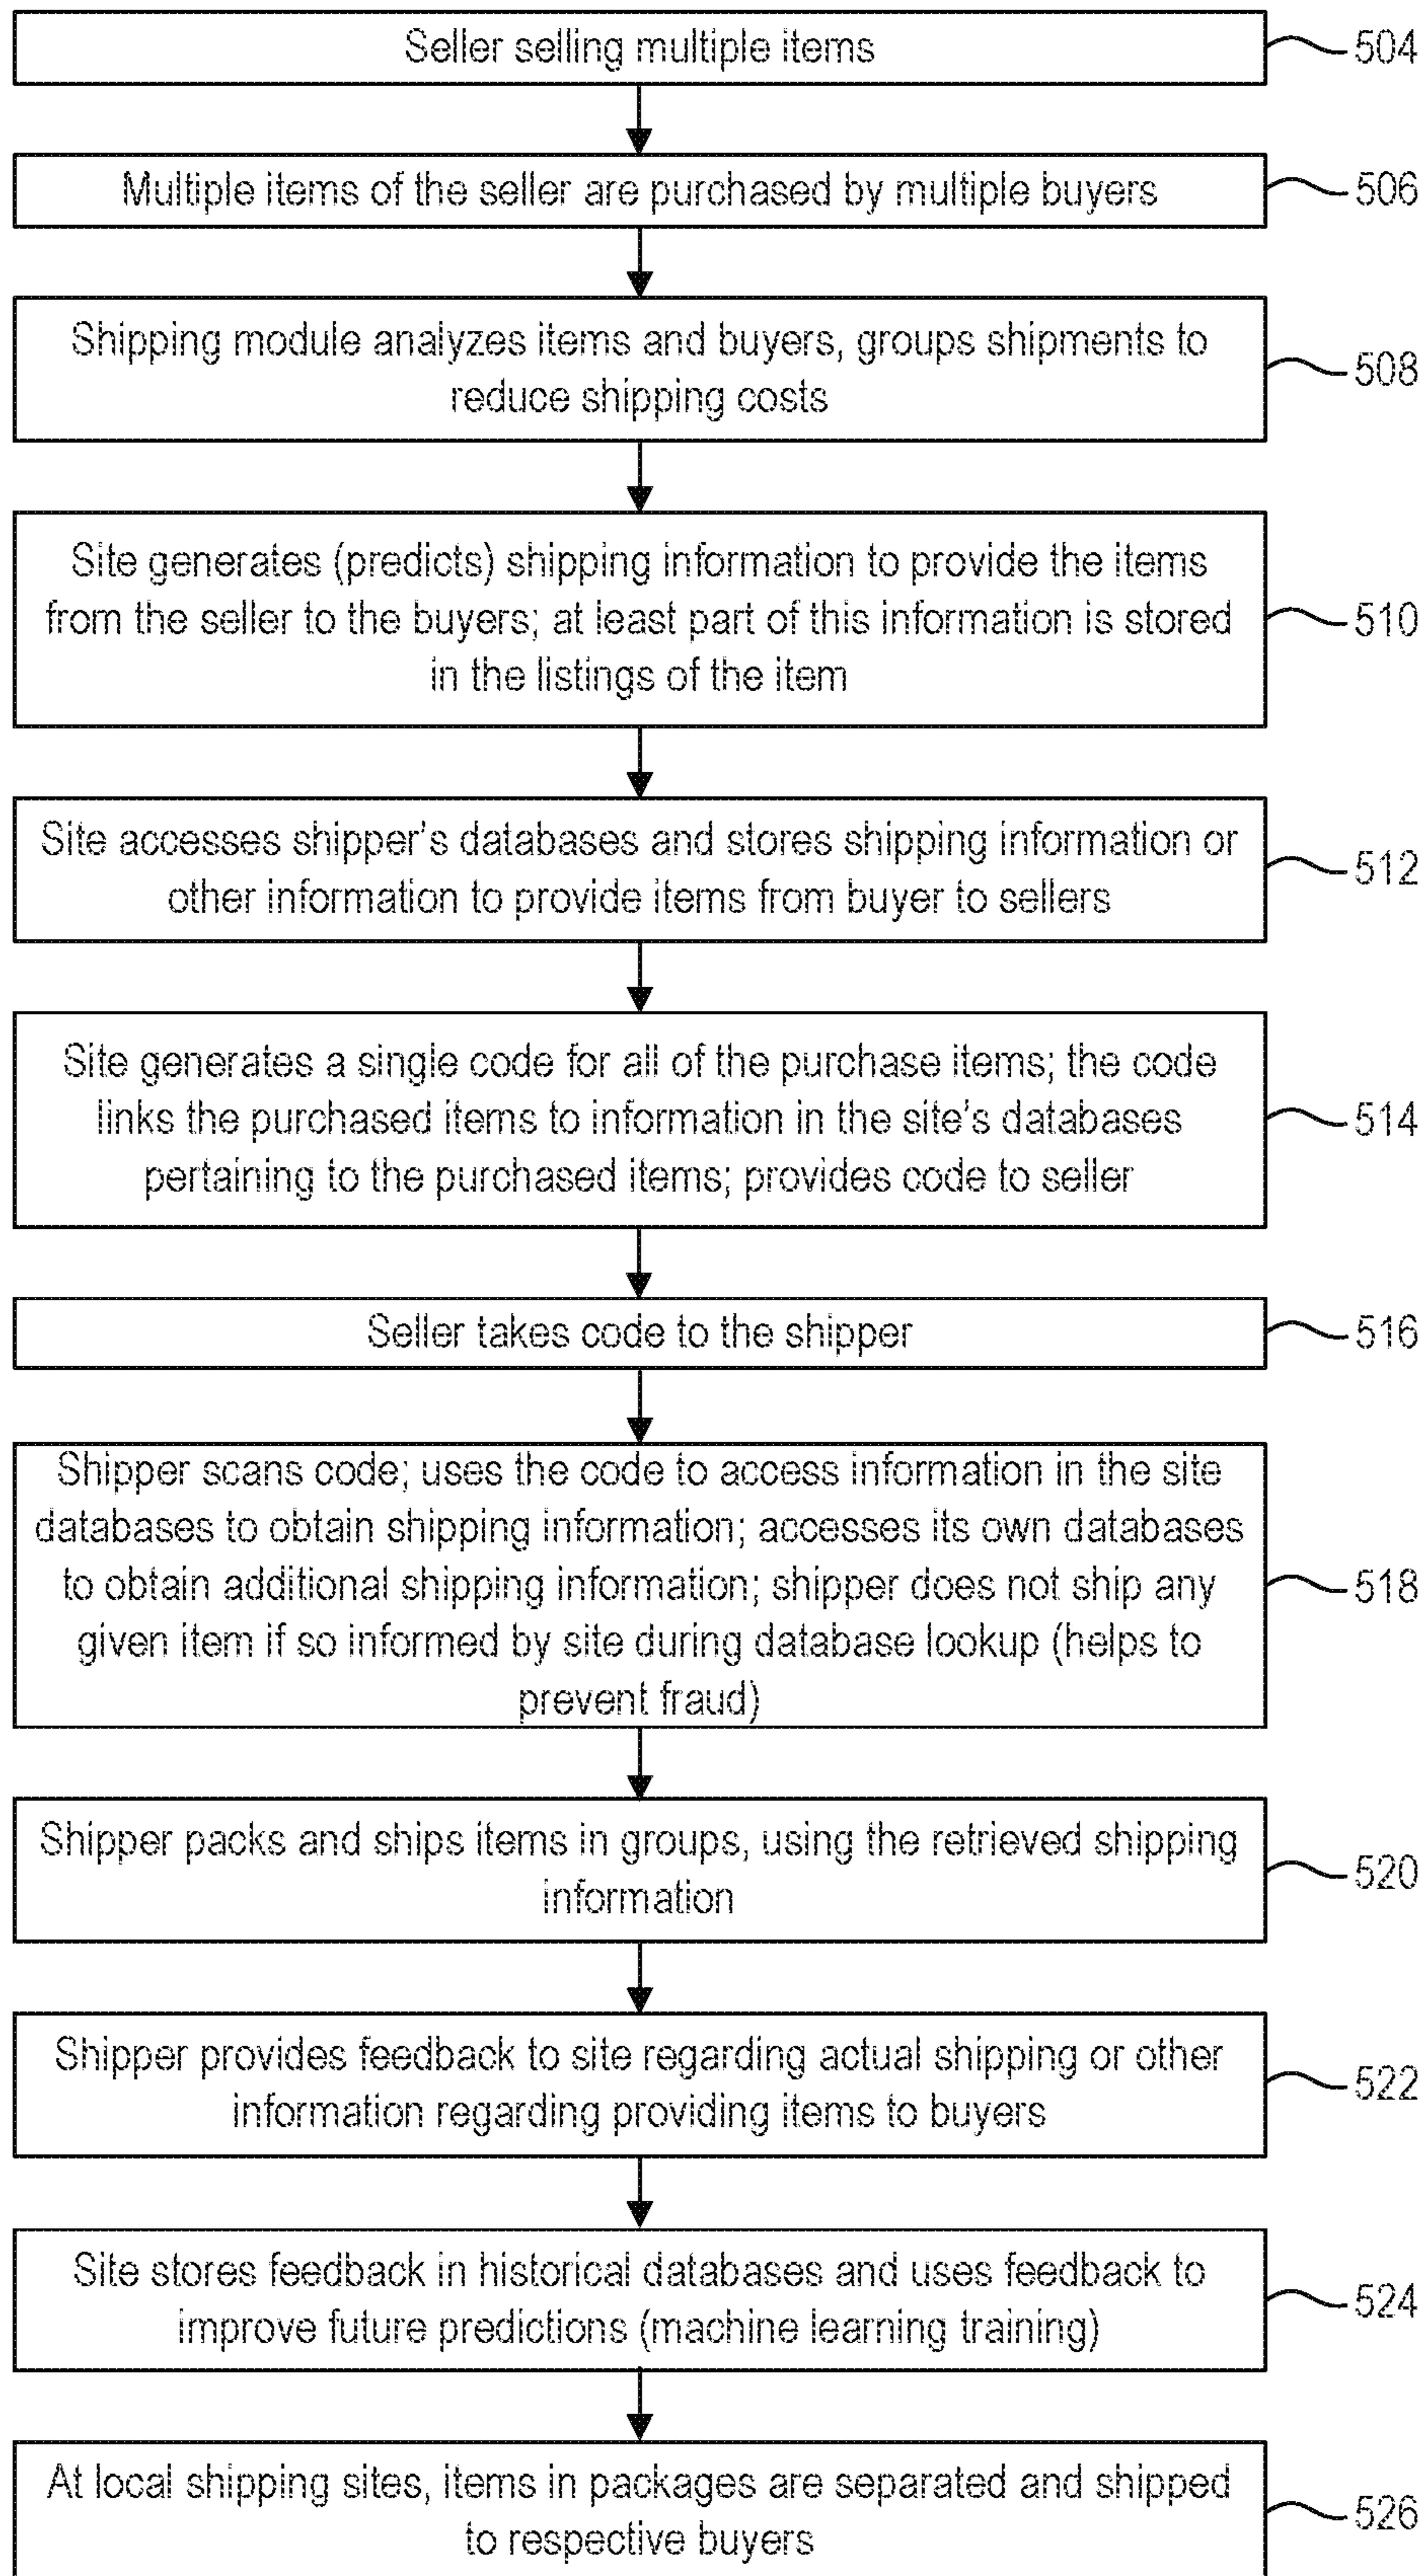 Seller selling multiple items
504
Multiple items of the seller are purchased by multiple buyers
506
Shipping module analyzes items and buyers, groups shipments to
reduce shipping costs
508
Site generates (predicts) shipping information to provide the items
from the seller to the buyers; at least part of this information is stored
in the listings of the item
510
Site accesses shipper's databases and stores shipping information or
other information to provide items from buyer to sellers
512
Site generates a single code for all of the purchase items; the code
links the purchased items to information in the site's databases
pertaining to the purchased items; provides code to seller
514
Seller takes code to the shipper
516
Shipper scans code; uses the code to access information in the site
databases to obtain shipping information; accesses its own databases
to obtain additional shipping information; shipper does not ship any
given item if so informed by site during database lookup (helps to
prevent fraud)
518
Shipper packs and ships items in groups, using the retrieved shipping
information
520
Shipper provides feedback to site regarding actual shipping or other
information regarding providing items to buyers
522
Site stores feedback in historical databases and uses feedback to
improve future predictions (machine learning training)
524
At local shipping sites, items in packages are separated and shipped
to respective buyers
526